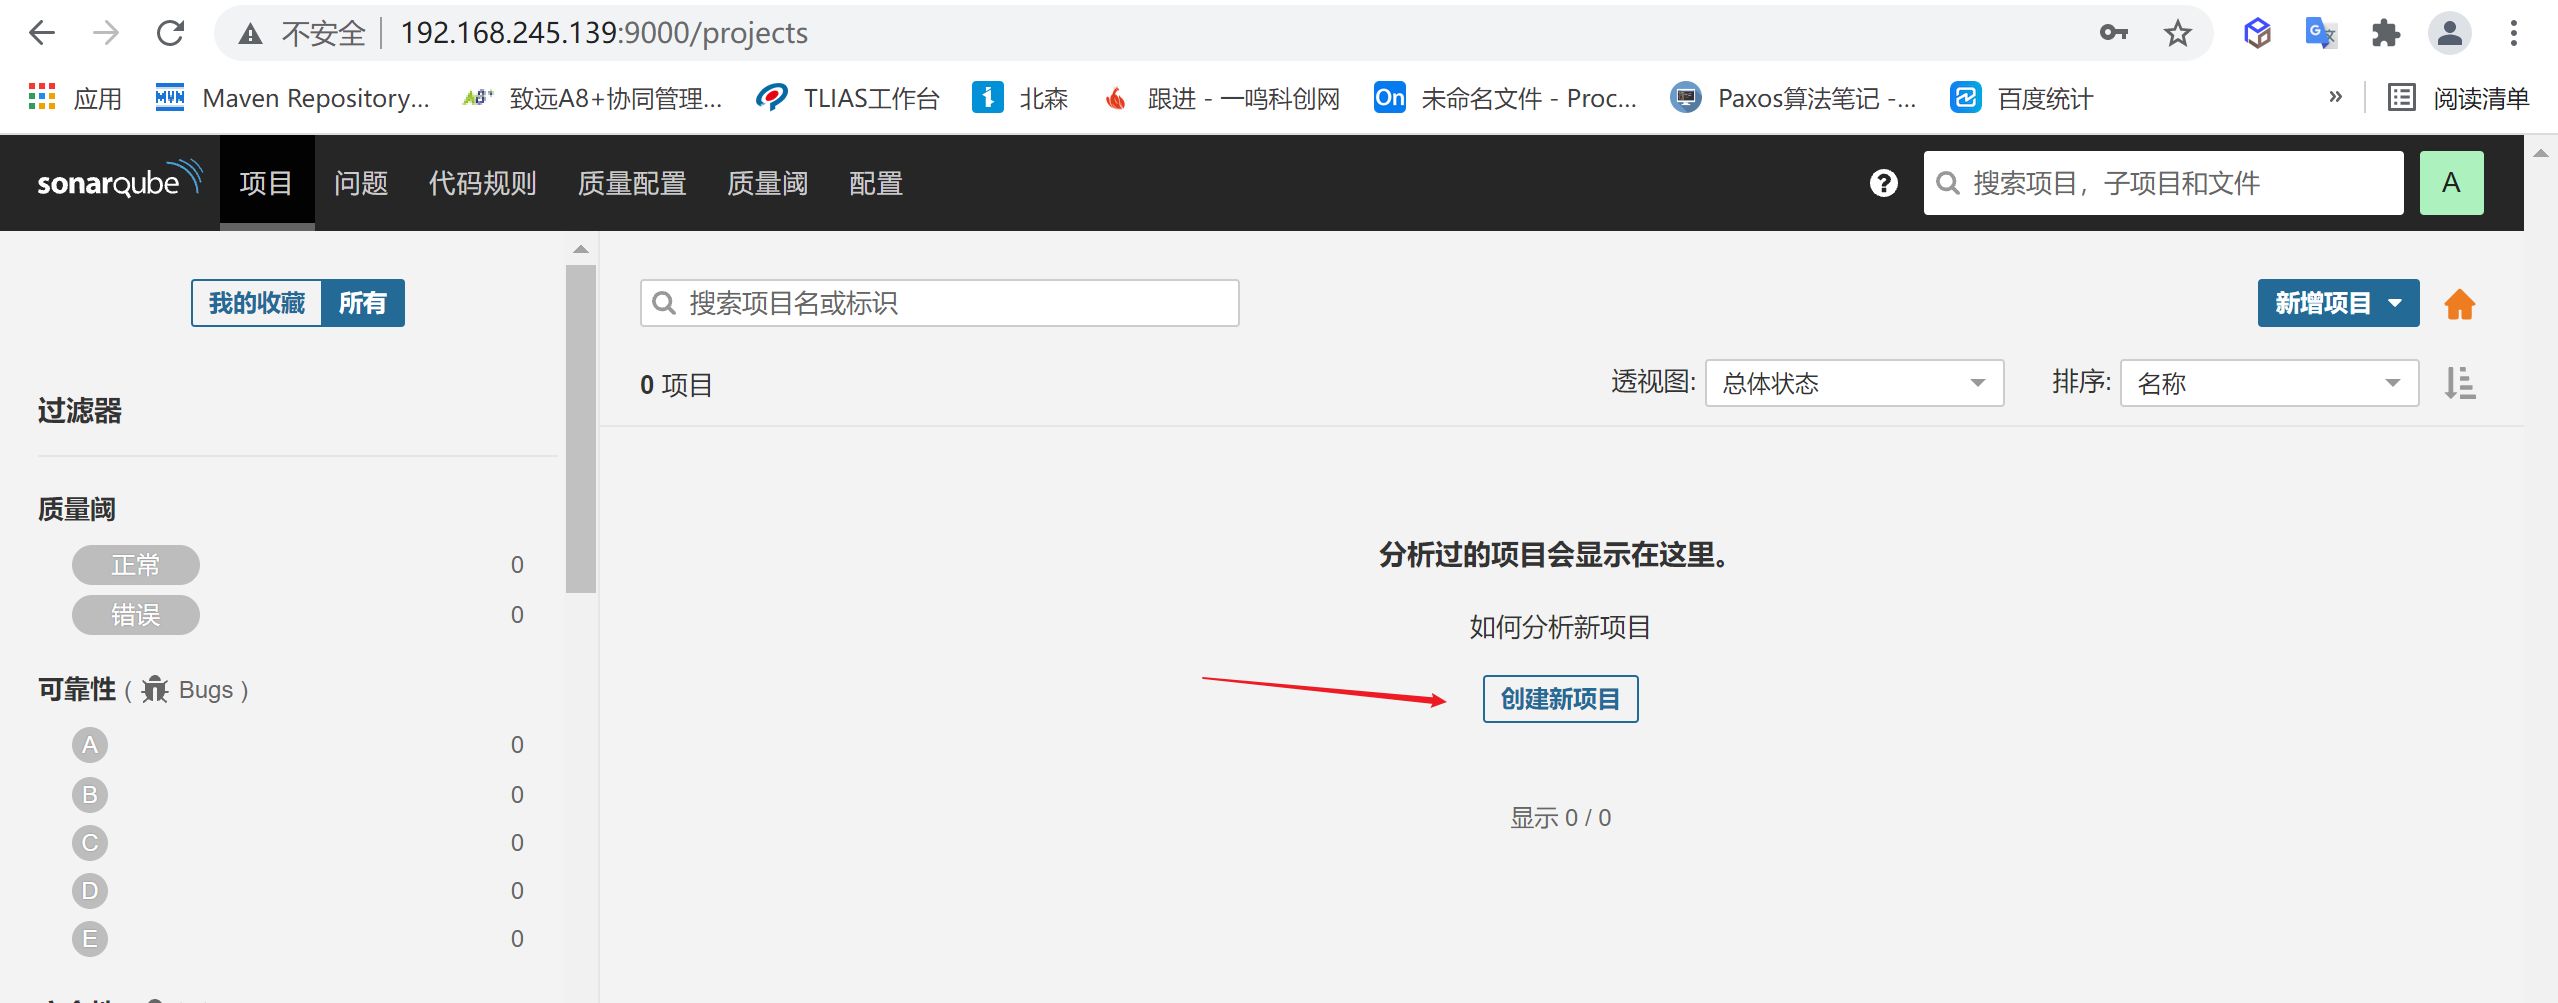 不安全 192.168.245.139:9000/projects
应用 Maven Repository... 致远A8+协同管理... TLIAS工作台 北森 跟进 - 一鸣科创网 On 未命名文件 - Proc... Paxos算法笔记 -... 百度统计 » 阅读清单
sonarqube 项目 问题 代码规则 质量配置 质量阈 配置 ? 搜索项目，子项目和文件 A
我的收藏 所有 搜索项目名或标识 新增项目
0 项目 透视图: 总体状态 排序: 名称
过滤器
质量阈
正常 0
错误 0
可靠性 ( Bugs )
A 0
B 0
C 0
D 0
E 0
分析过的项目会显示在这里。
如何分析新项目
创建新项目
显示 0 / 0